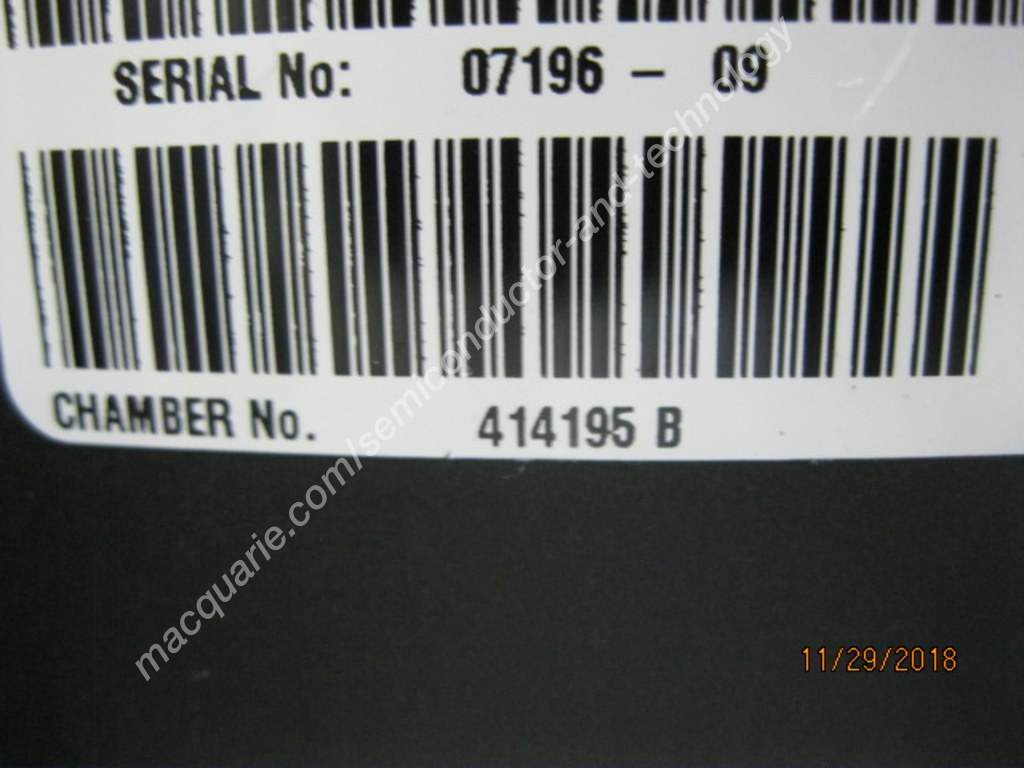 SERIAL No: 07196 - 09
CHAMBER No. 414195 B
macquarie.com/semiconductor-and-technology
11/29/2018